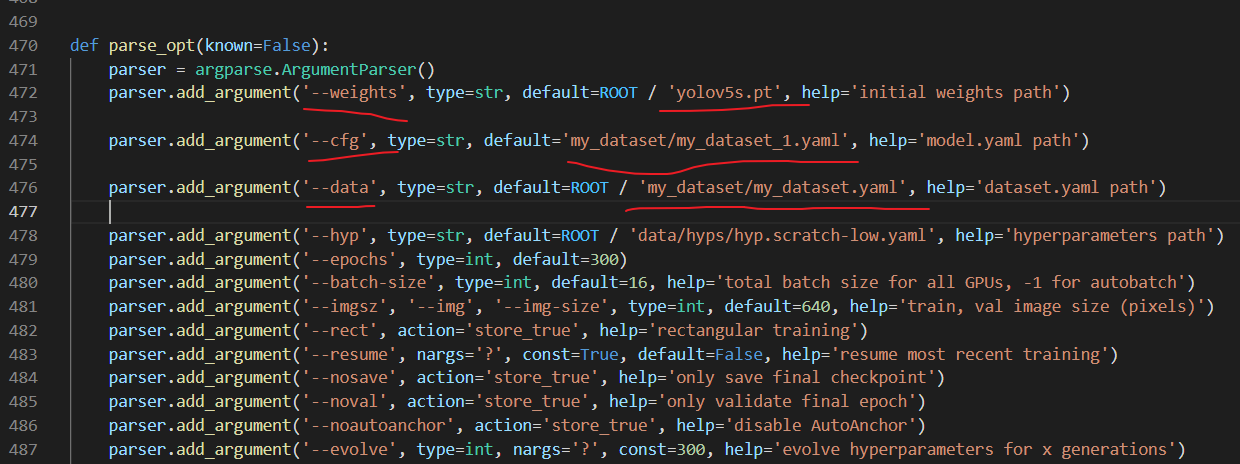 468
469
470 def parse_opt(known=False):
471 parser = argparse.ArgumentParser()
472 parser.add_argument('--weights', type=str, default=ROOT / 'yolov5s.pt', help='initial weights path')
473
474 parser.add_argument('--cfg', type=str, default='my_dataset/my_dataset_1.yaml', help='model.yaml path')
475
476 parser.add_argument('--data', type=str, default=ROOT / 'my_dataset/my_dataset.yaml', help='dataset.yaml path')
477
478 parser.add_argument('--hyp', type=str, default=ROOT / 'data/hyps/hyp.scratch-low.yaml', help='hyperparameters path')
479 parser.add_argument('--epochs', type=int, default=300)
480 parser.add_argument('--batch-size', type=int, default=16, help='total batch size for all GPUs, -1 for autobatch')
481 parser.add_argument('--imgsz', '--img', '--img-size', type=int, default=640, help='train, val image size (pixels)')
482 parser.add_argument('--rect', action='store_true', help='rectangular training')
483 parser.add_argument('--resume', nargs='?', const=True, default=False, help='resume most recent training')
484 parser.add_argument('--nosave', action='store_true', help='only save final checkpoint')
485 parser.add_argument('--noval', action='store_true', help='only validate final epoch')
486 parser.add_argument('--noautoanchor', action='store_true', help='disable AutoAnchor')
487 parser.add_argument('--evolve', type=int, nargs='?', const=300, help='evolve hyperparameters for x generations')